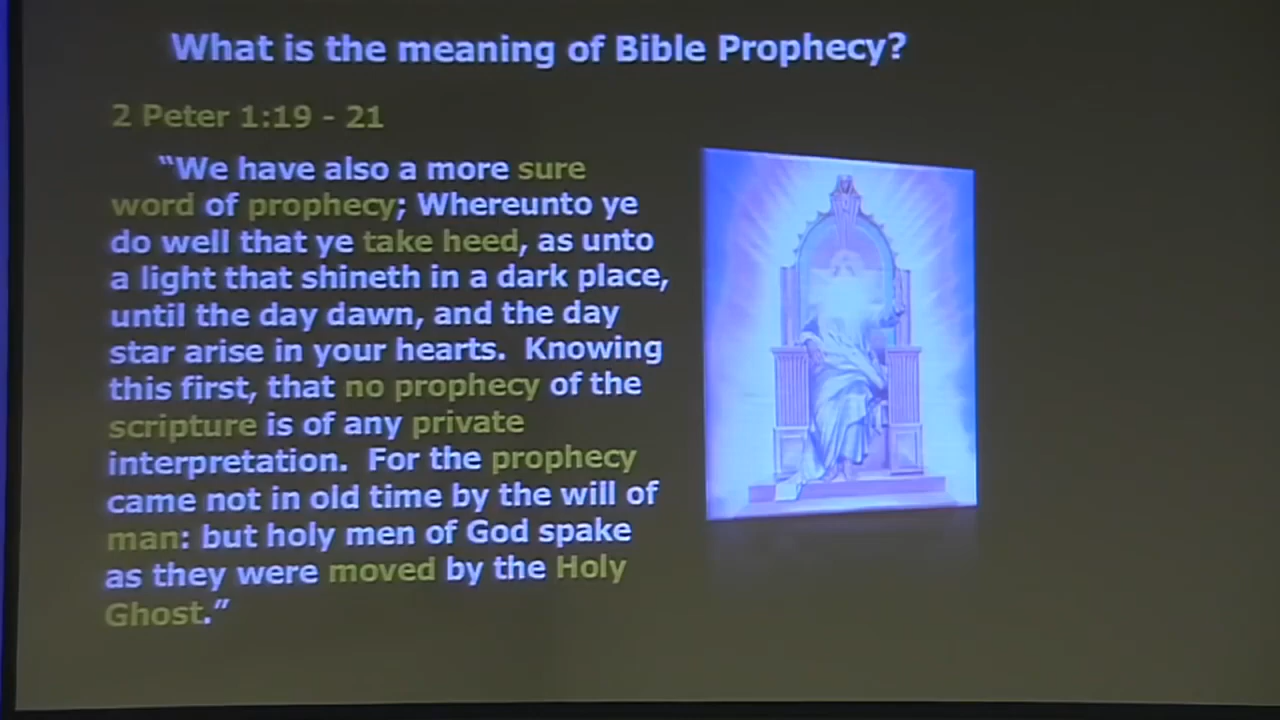 What is the meaning of Bible Prophecy?
2 Peter 1:19 - 21
“We have also a more sure
word of prophecy; Whereunto ye
do well that ye take heed, as unto
a light that shineth in a dark place,
until the day dawn, and the day
star arise in your hearts.  Knowing
this first, that no prophecy of the
scripture is of any private
interpretation.  For the prophecy
came not in old time by the will of
man: but holy men of God spake
as they were moved by the Holy
Ghost.”